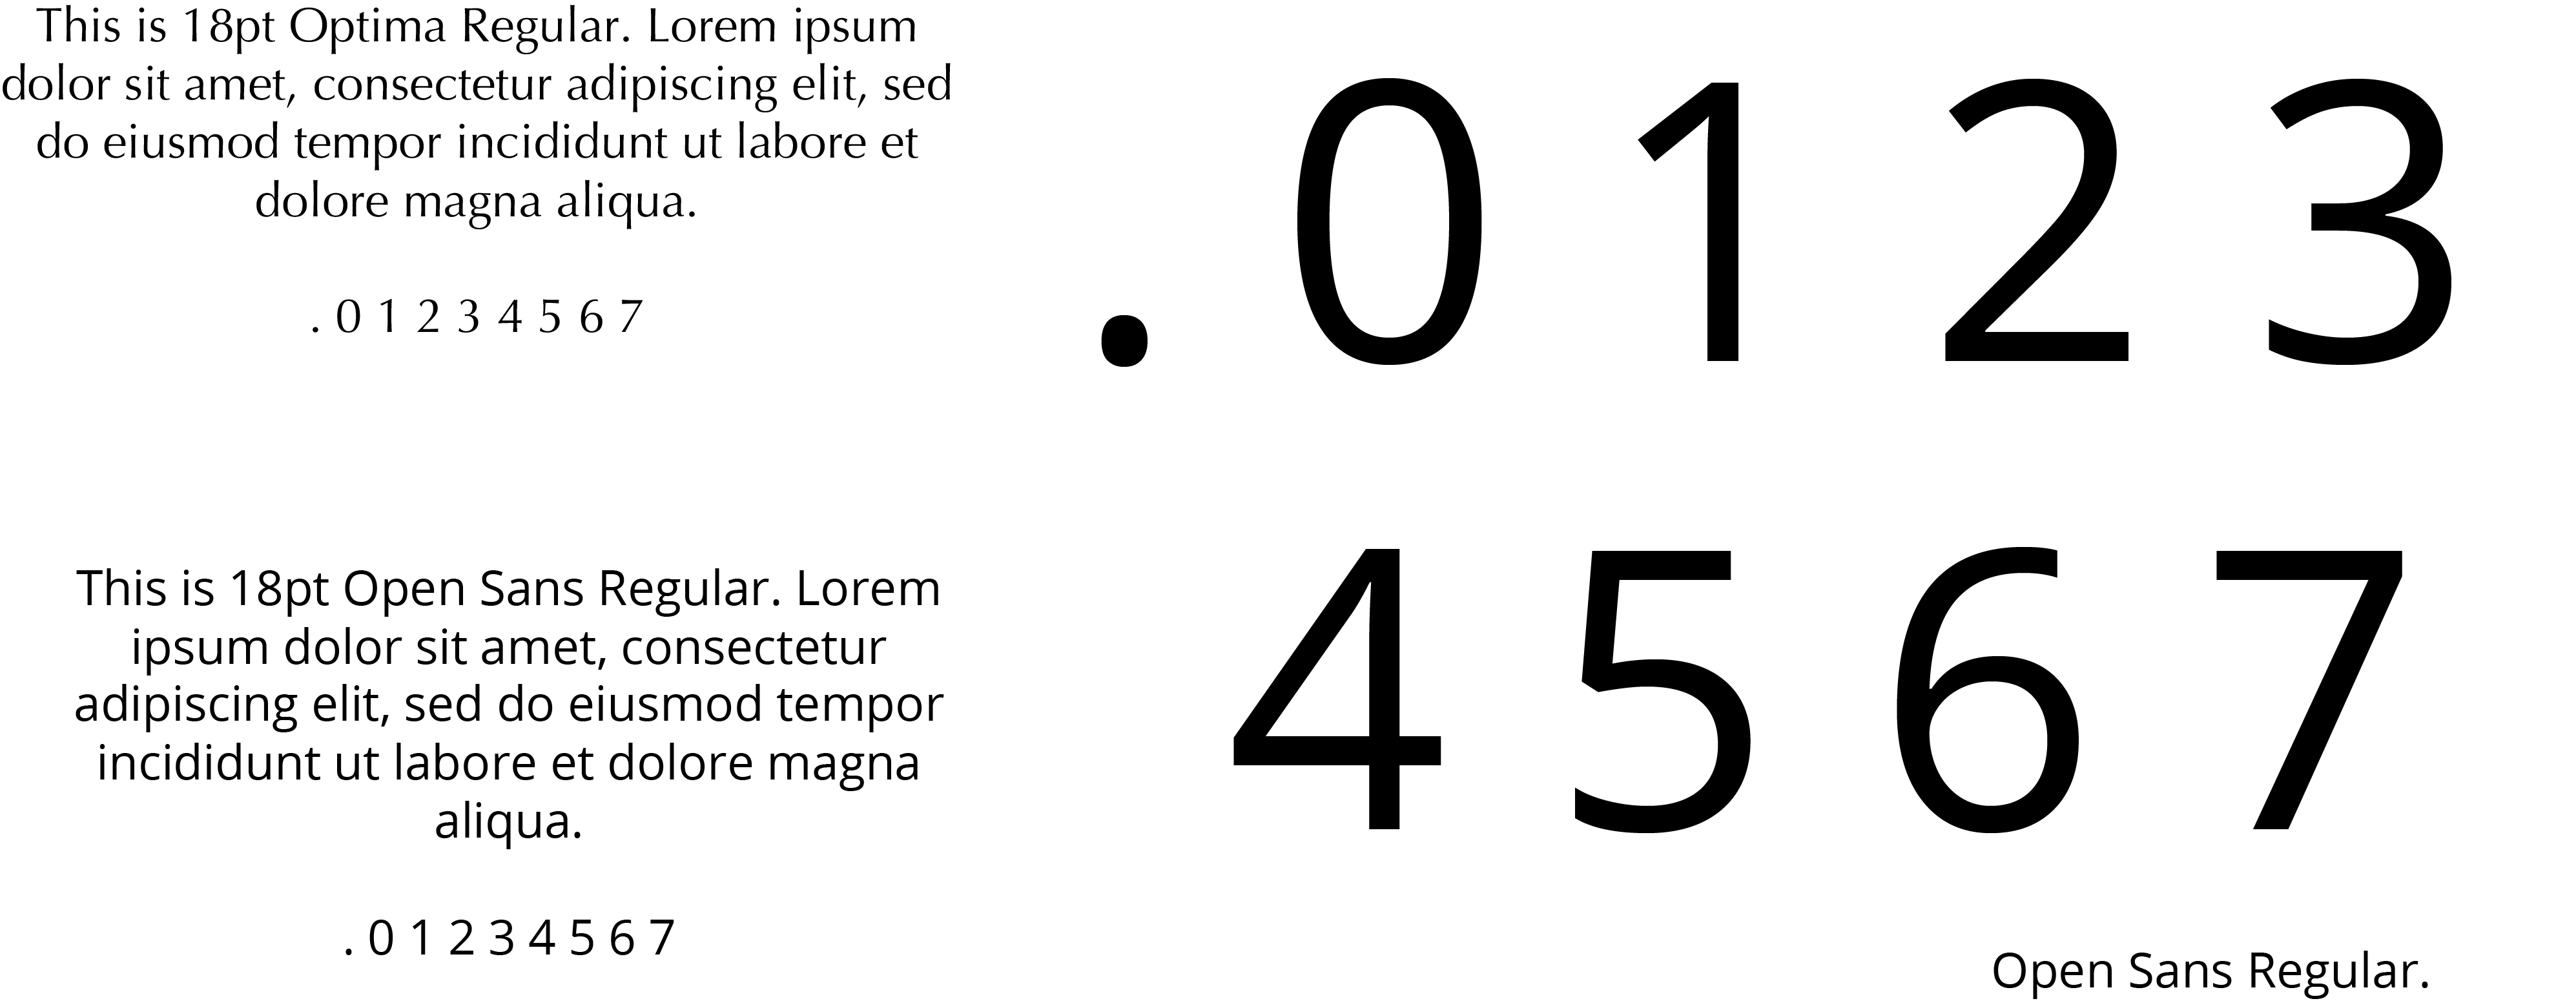 This is 18pt Optima Regular. Lorem ipsum
dolor sit amet, consectetur adipiscing elit, sed
do eiusmod tempor incididunt ut labore et
dolore magna aliqua.
. 0 1 2 3 4 5 6 7
This is 18pt Open Sans Regular. Lorem
ipsum dolor sit amet, consectetur
adipiscing elit, sed do eiusmod tempor
incididunt ut labore et dolore magna
aliqua.
. 0 1 2 3 4 5 6 7
. 0 1 2 3
4 5 6 7
Open Sans Regular.